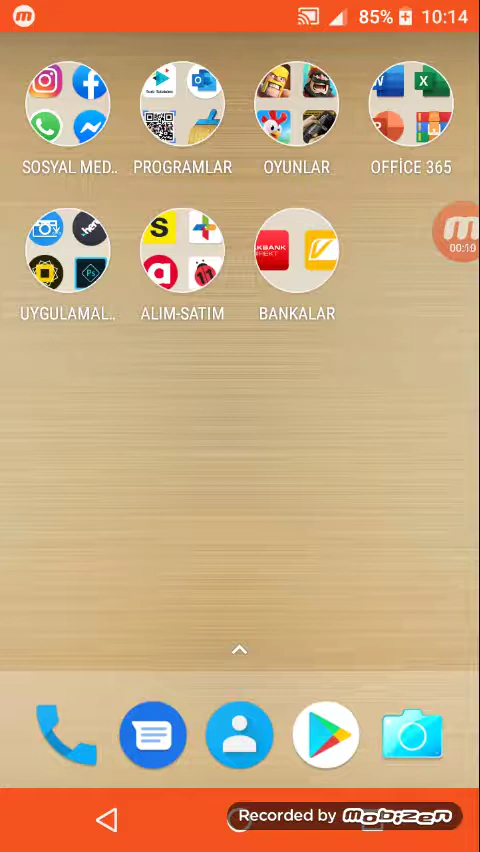 85% 10:14
SOSYAL MED.. PROGRAMLAR OYUNLAR OFFİCE 365
00:10
UYGULAMAL.. ALIM-SATIM BANKALAR
Recorded by mobizen